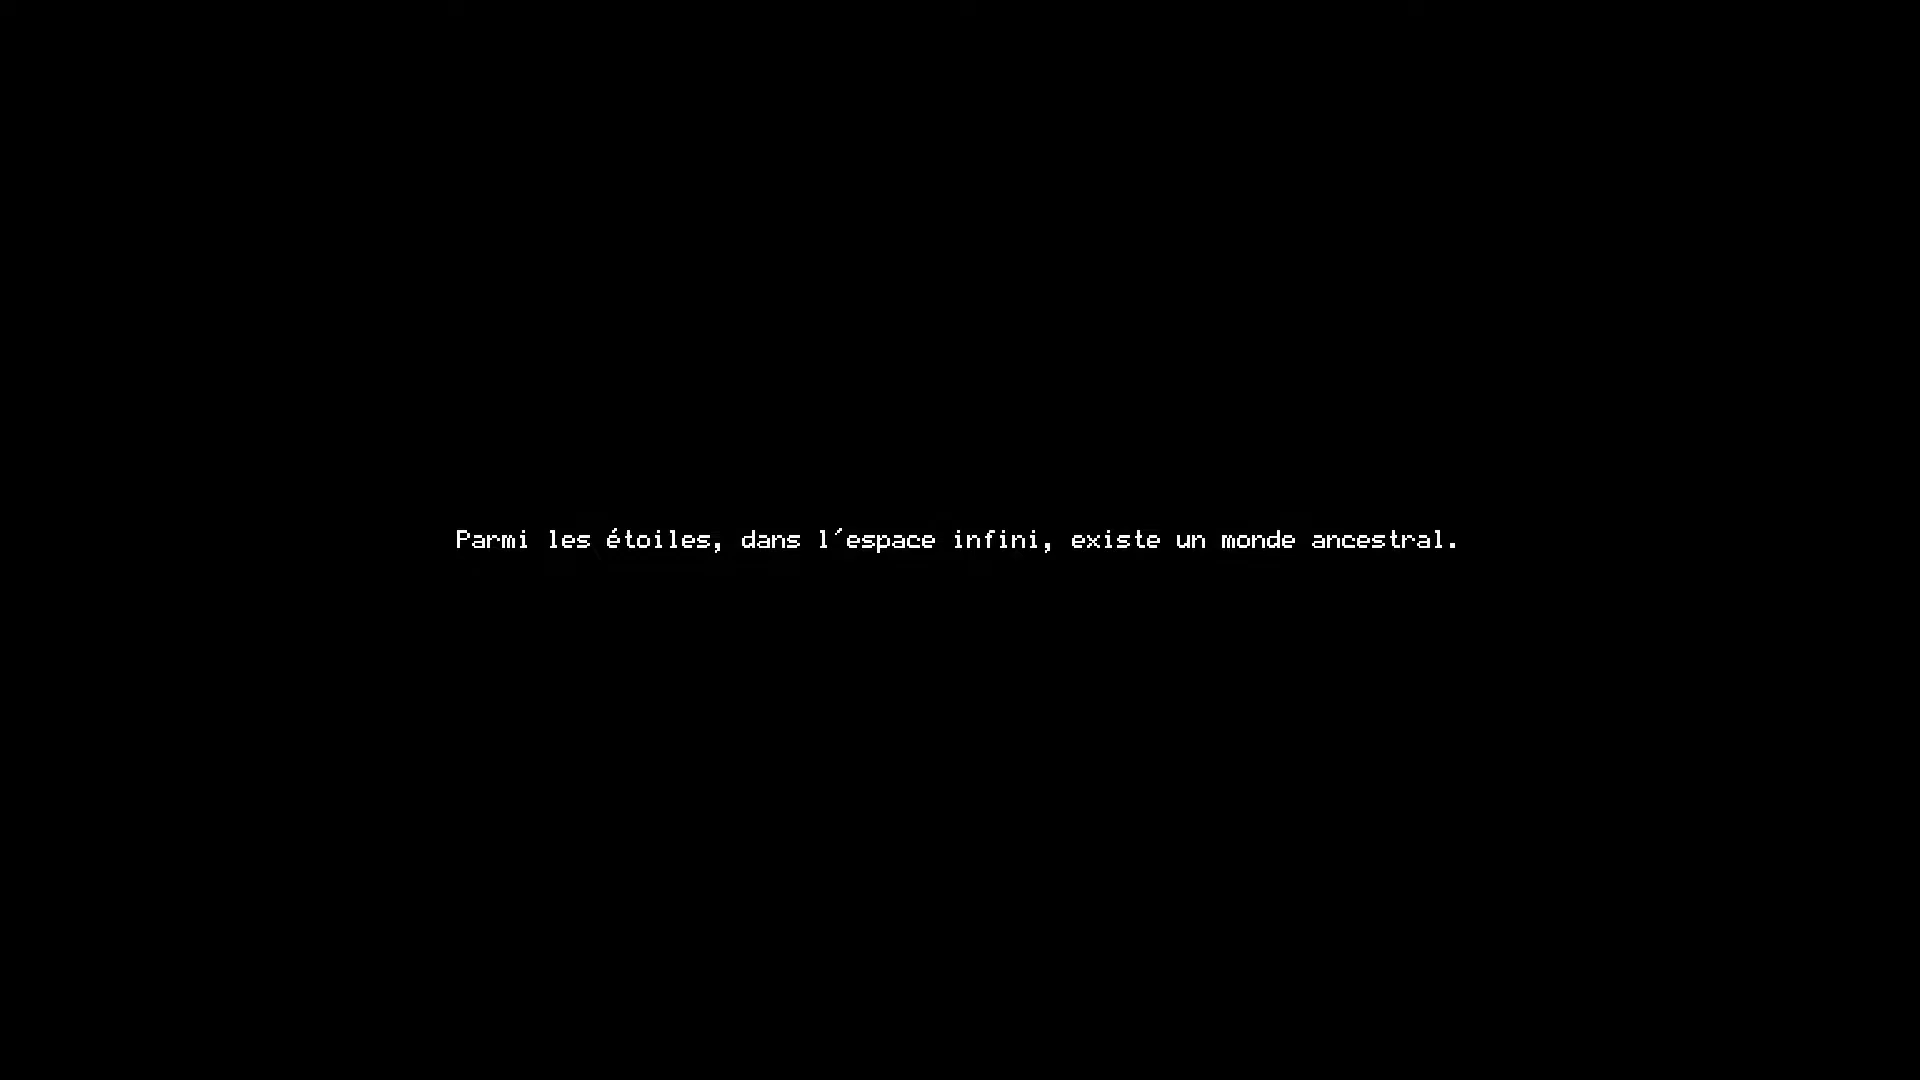 Parmi les étoiles, dans l'espace infini, existe un monde ancestral.